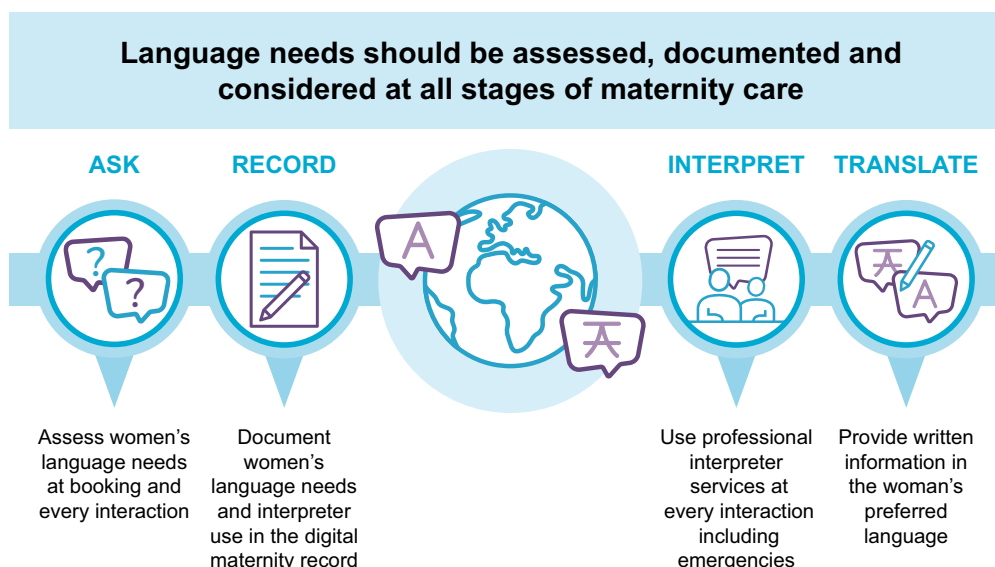 Language needs should be assessed, documented and
considered at all stages of maternity care
ASK
RECORD
INTERPRET
TRANSLATE
?
?
A
A
Assess women's
language needs
at booking and
every interaction
Document
women's
language needs
and interpreter
use in the digital
maternity record
Use professional
interpreter
services at
every interaction
including
emergencies
Provide written
information in
the woman's
preferred
language